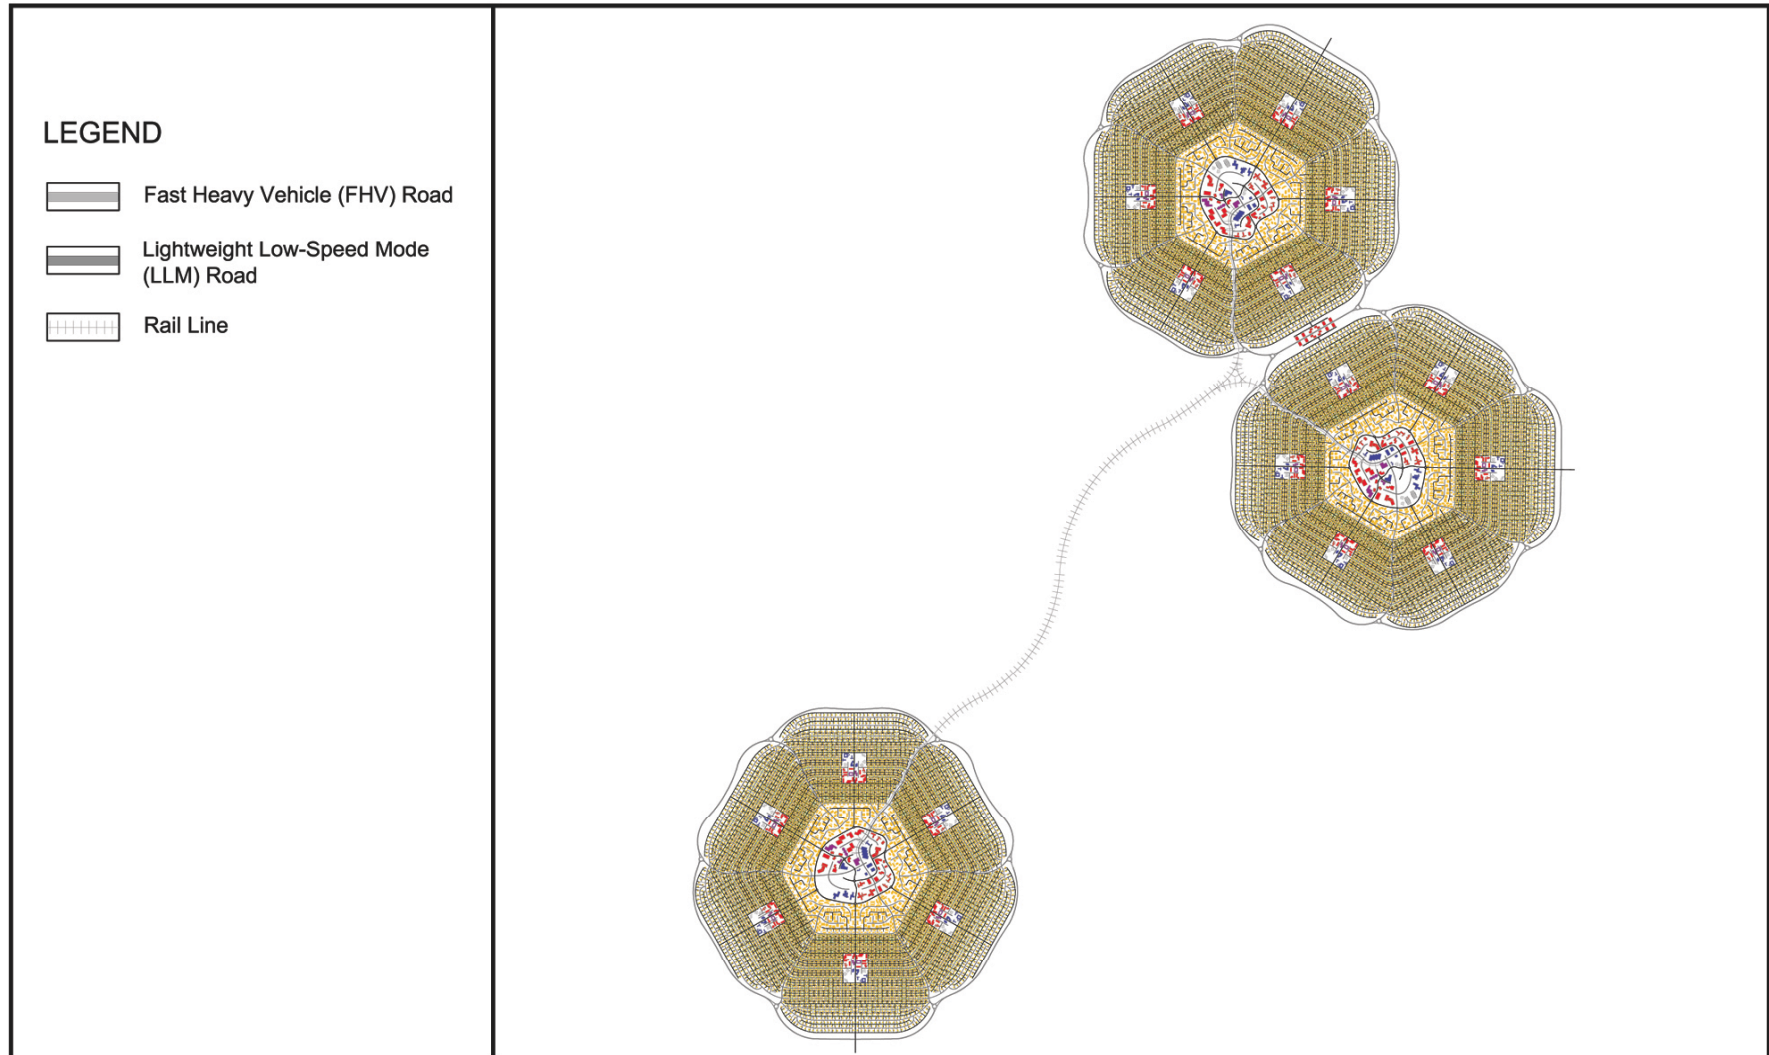 LEGEND
Fast Heavy Vehicle (FHV) Road
Lightweight Low-Speed Mode
(LLM) Road
Rail Line